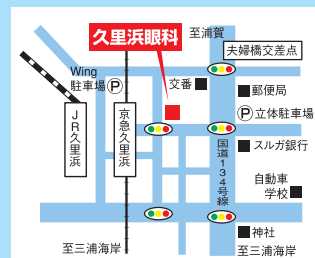 至浦賀
久里浜眼科
夫婦橋交差点
Wing
駐車場Ⓟ
交番
郵便局
Ⓟ立体駐車場
JR久里浜
京急久里浜
国道134号線
スルガ銀行
自動車
学校
神社
至三浦海岸
至三浦海岸